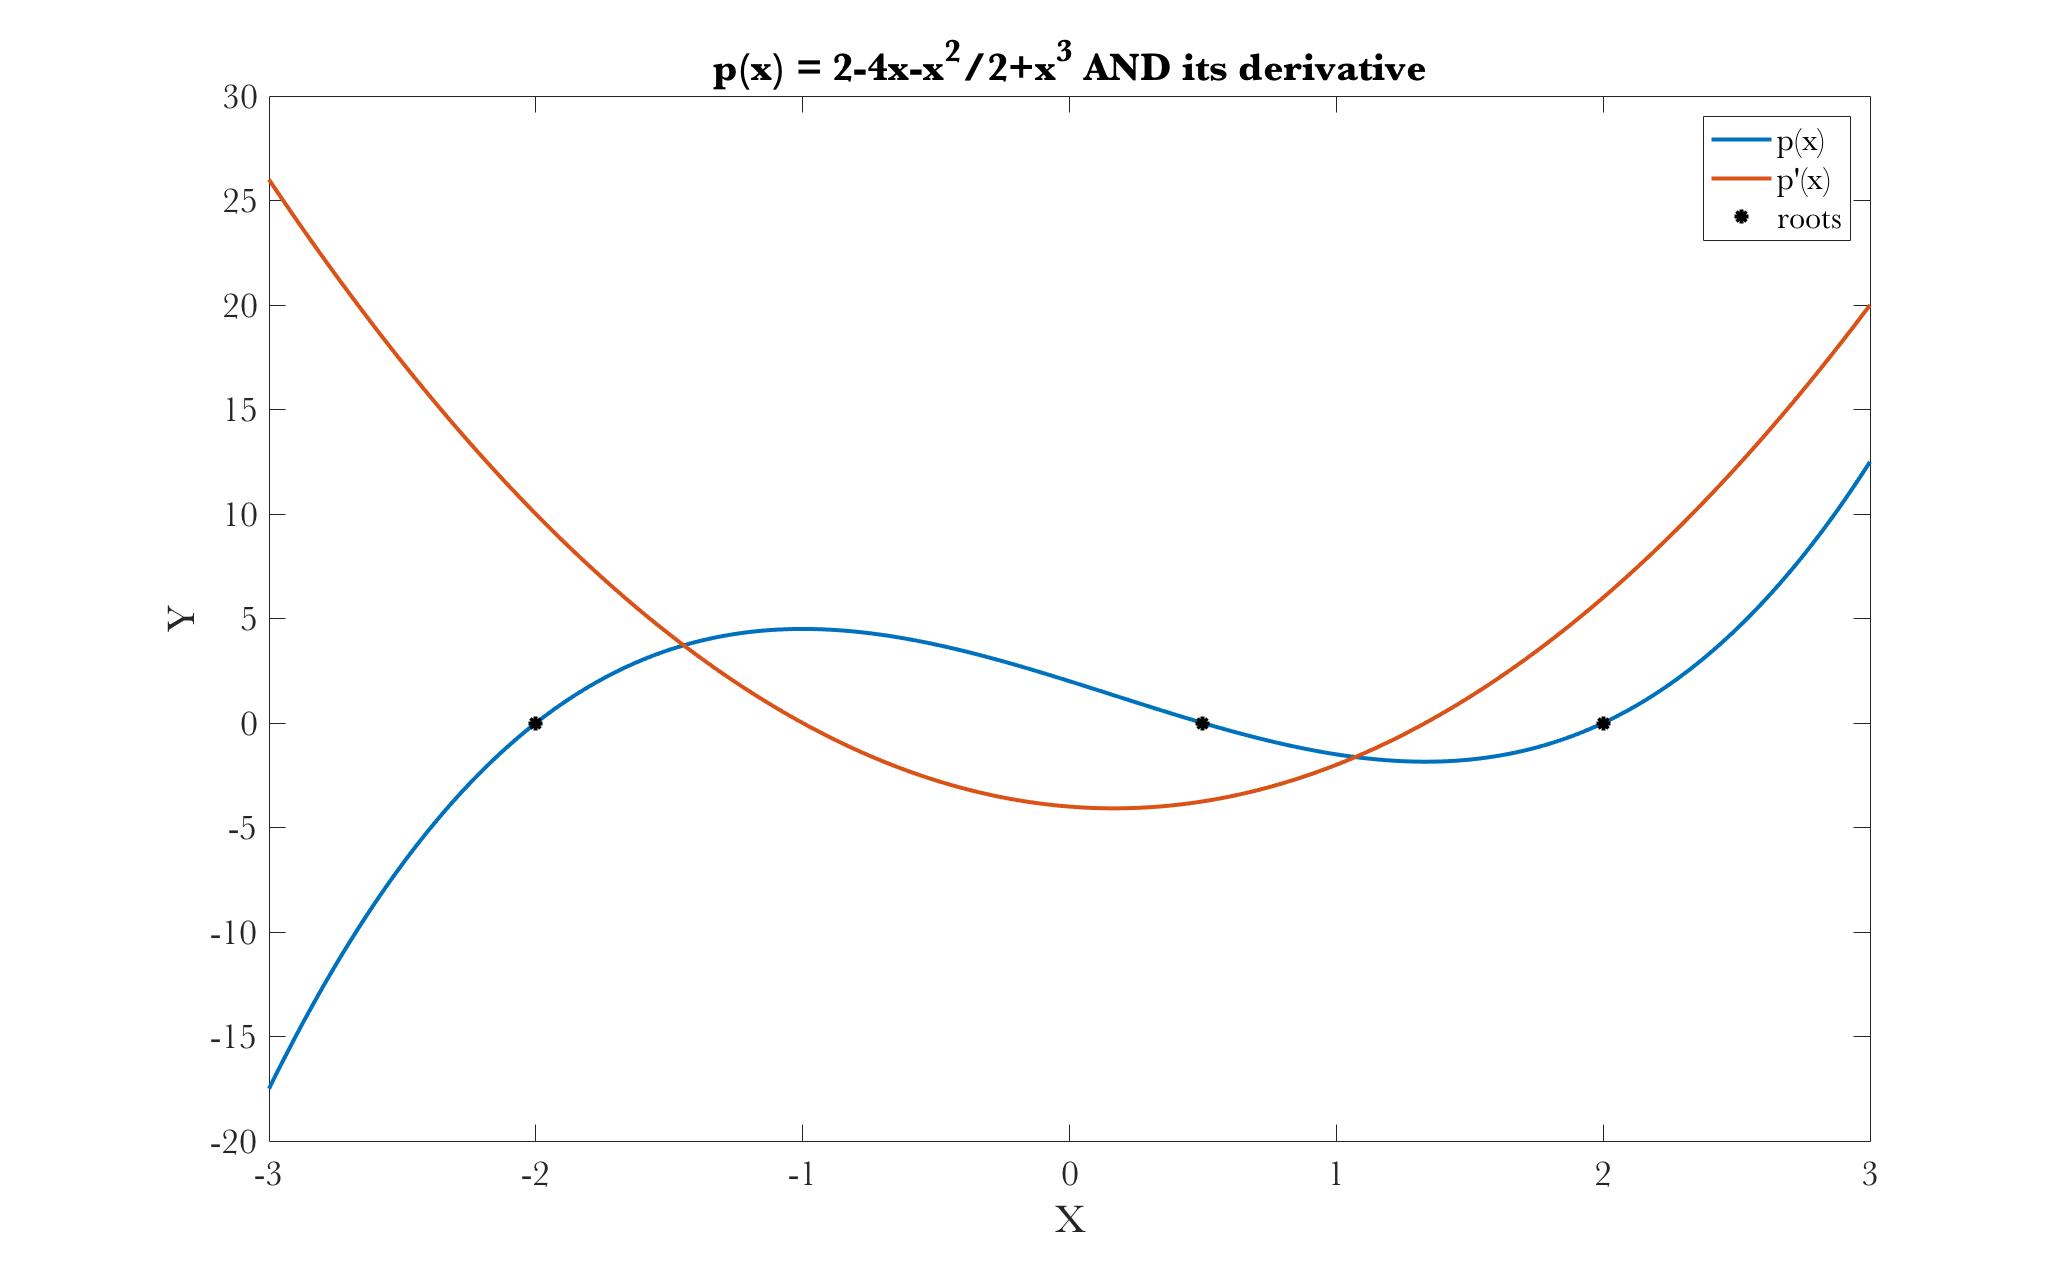 p(x) = 2-4x-x²/2+x³ AND its derivative
30
25
20
15
10
5
0
-5
-10
-15
-20
Y
p(x)
p'(x)
roots
-3 -2 -1 0 1 2 3
X